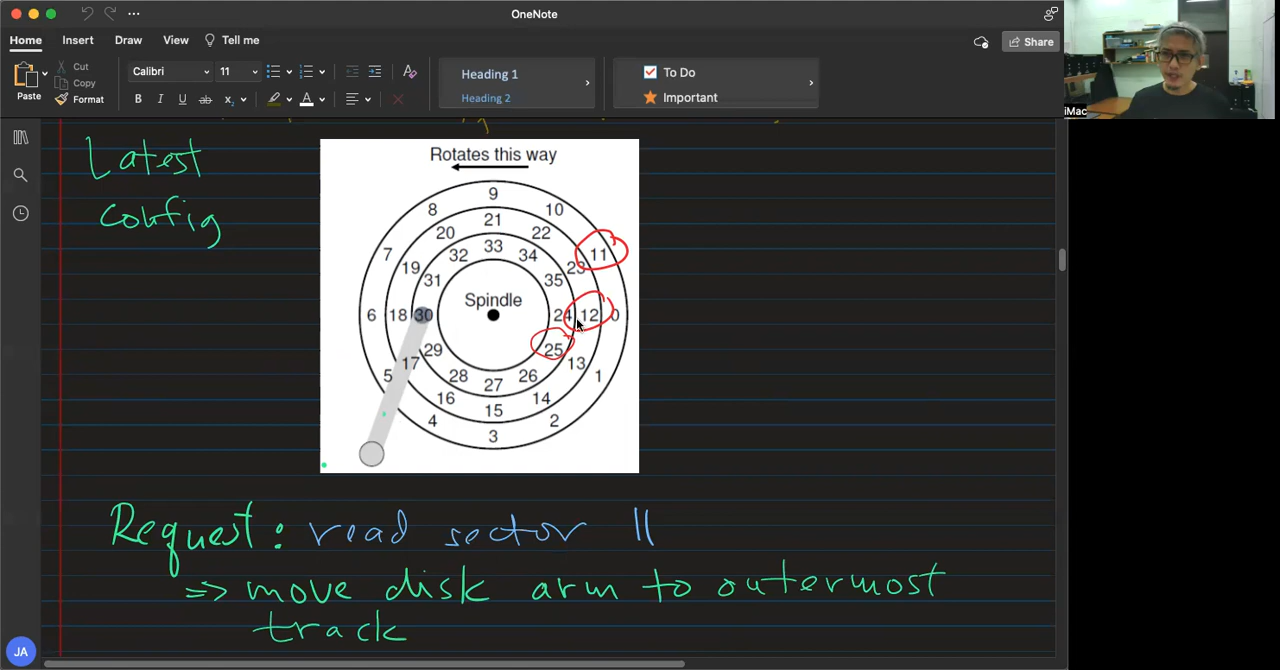 OneNote
Home Insert Draw View Tell me Share
Paste Cut Copy Format
Calibri 11 Heading 1 Heading 2 To Do Important
B I U ab x A
iMac
Latest
config
Rotates this way
9
8 10
21
7 20 22 11
33
19 32 34 23
31 35
Spindle
6 18 30 24 12 0
29 25
17 13
5 28 26 1
27
16 14
15
4 2
3
Request: read sector 11
=> move disk arm to outermost
track
JA